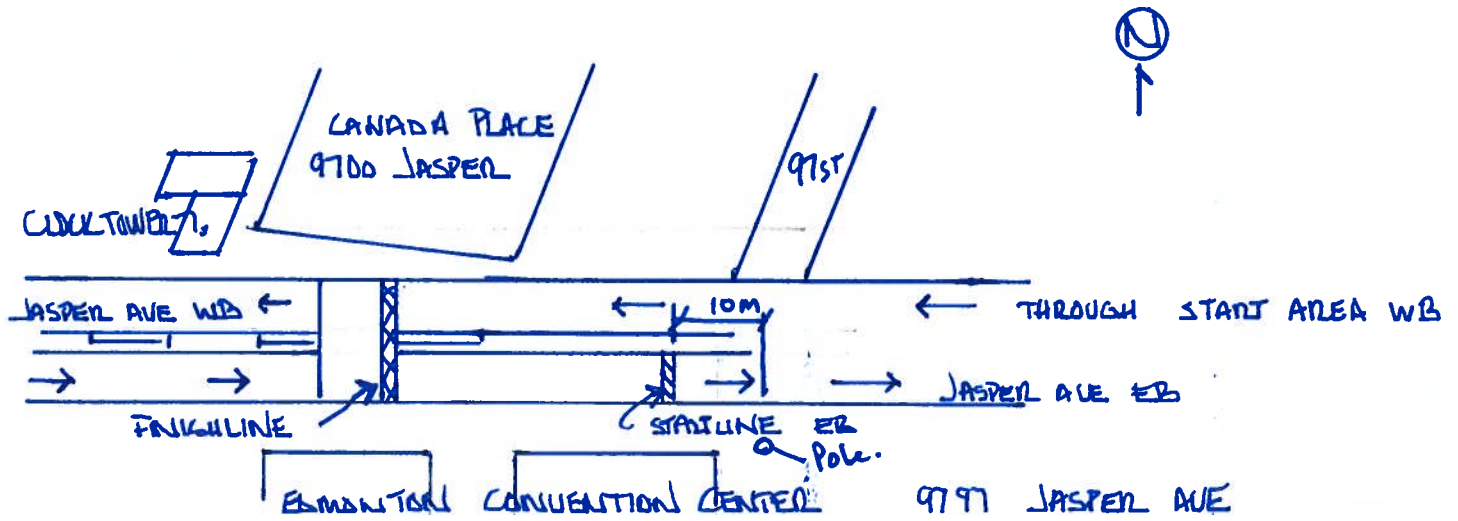 N
CANADA PLACE
9700 JASPER
97ST
CLOCKTOWER
JASPER AVE WB
10M
THROUGH START AREA WB
JASPER AVE EB
FINISHLINE
STARTLINE EB
Pole.
EDMONTON CONVENTION CENTER 9797 JASPER AVE